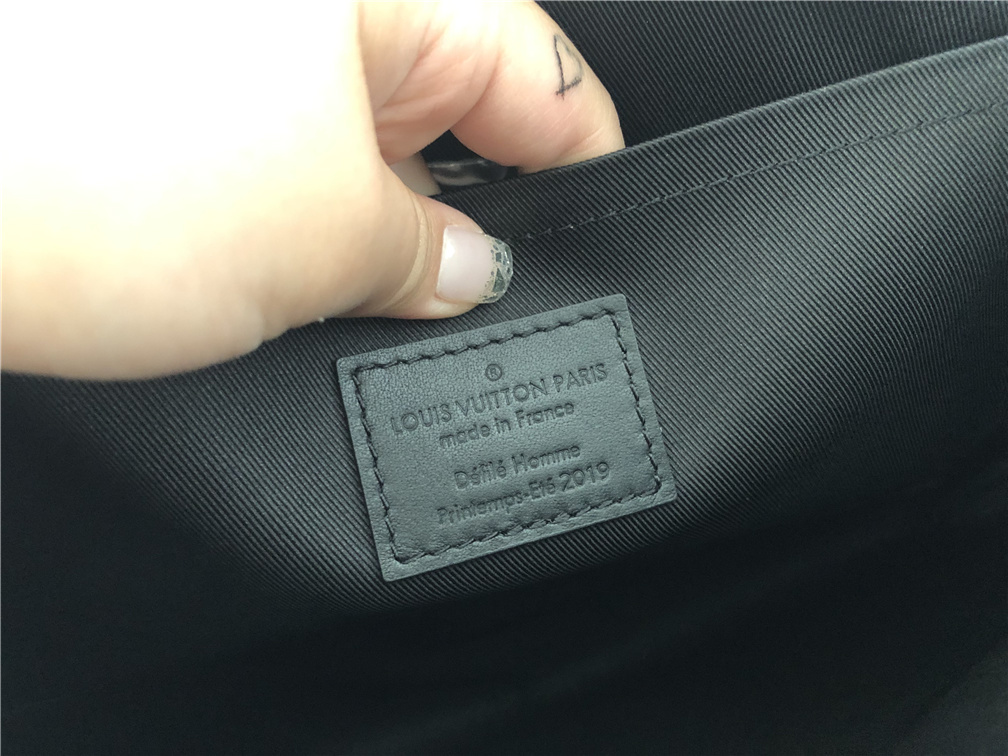 ®
LOUIS VUITTON PARIS
made in France
Défilé Homme
Printemps-Eté 2019